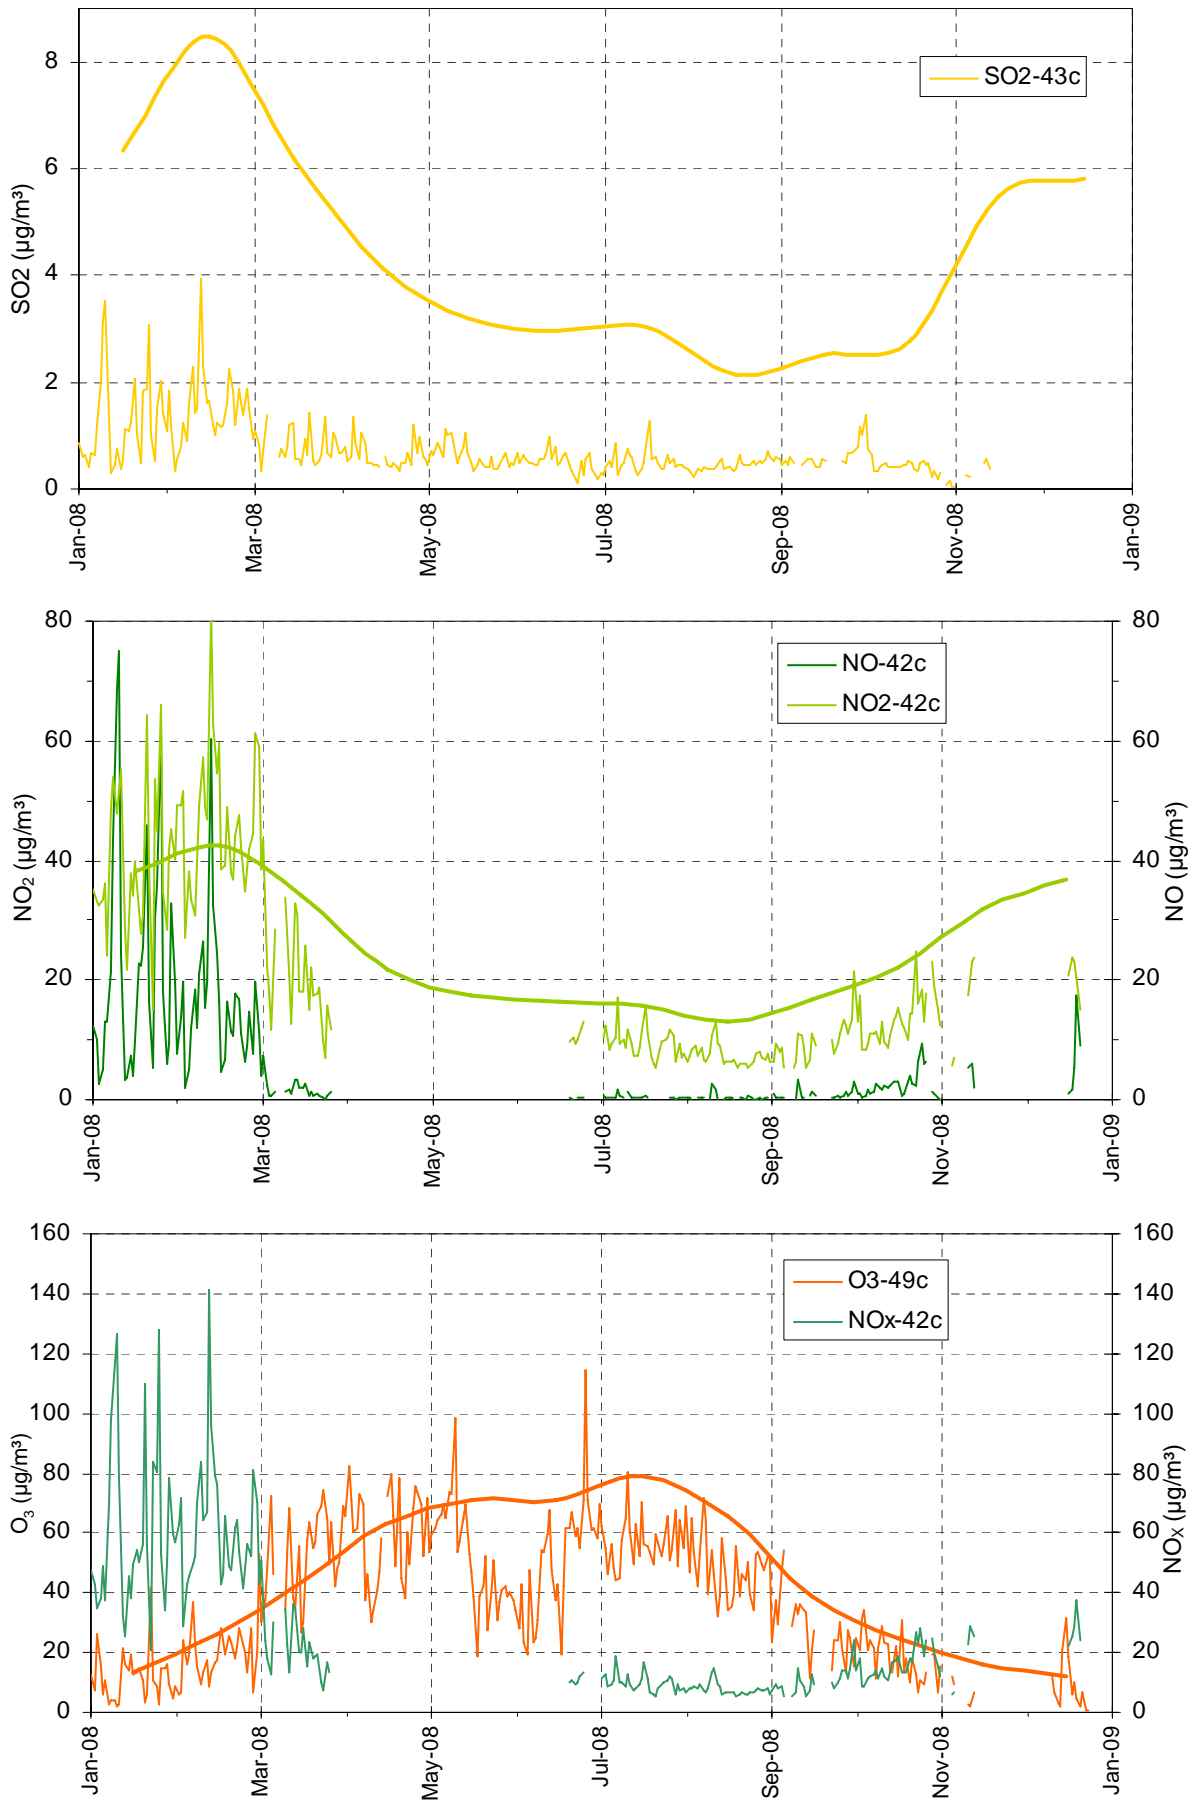 8
6
4
2
0
SO2 (µg/m³)
SO2-43c
Jan-08
Mar-08
May-08
Jul-08
Sep-08
Nov-08
Jan-09
80
60
40
20
0
NO₂ (µg/m³)
80
60
40
20
0
NO (µg/m³)
NO-42c
NO2-42c
Jan-08
Mar-08
May-08
Jul-08
Sep-08
Nov-08
Jan-09
160
140
120
100
80
60
40
20
0
O₃ (µg/m³)
160
140
120
100
80
60
40
20
0
NOx (µg/m³)
O3-49c
NOx-42c
Jan-08
Mar-08
May-08
Jul-08
Sep-08
Nov-08
Jan-09